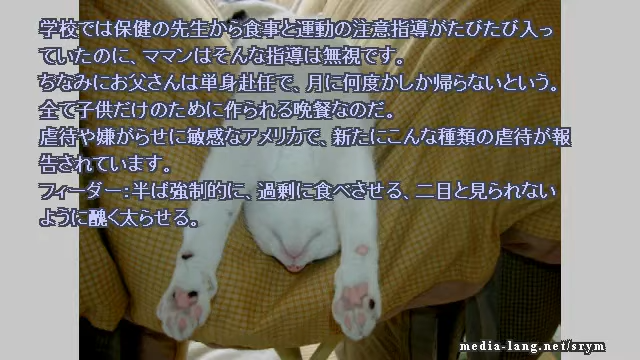 学校では保健の先生から食事と運動の注意指導がたびたび入っ
ていたのに、ママンはそんな指導は無視です。
ちなみにお父さんは単身赴任で、月に何度かしか帰らないという。
全て子供だけのために作られる晩餐なのだ。
虐待や嫌がらせに敏感なアメリカで、新たにこんな種類の虐待が報
告されています。
フィーダー：半ば強制的に、過剰に食べさせる、二目と見られない
ように醜く太らせる。
media-lang.net/srym